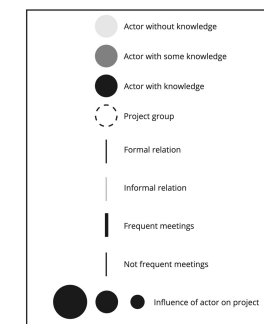 Actor without knowledge
Actor with some knowledge
Actor with knowledge
Project group
Formal relation
Informal relation
Frequent meetings
Not frequent meetings
Influence of actor on project